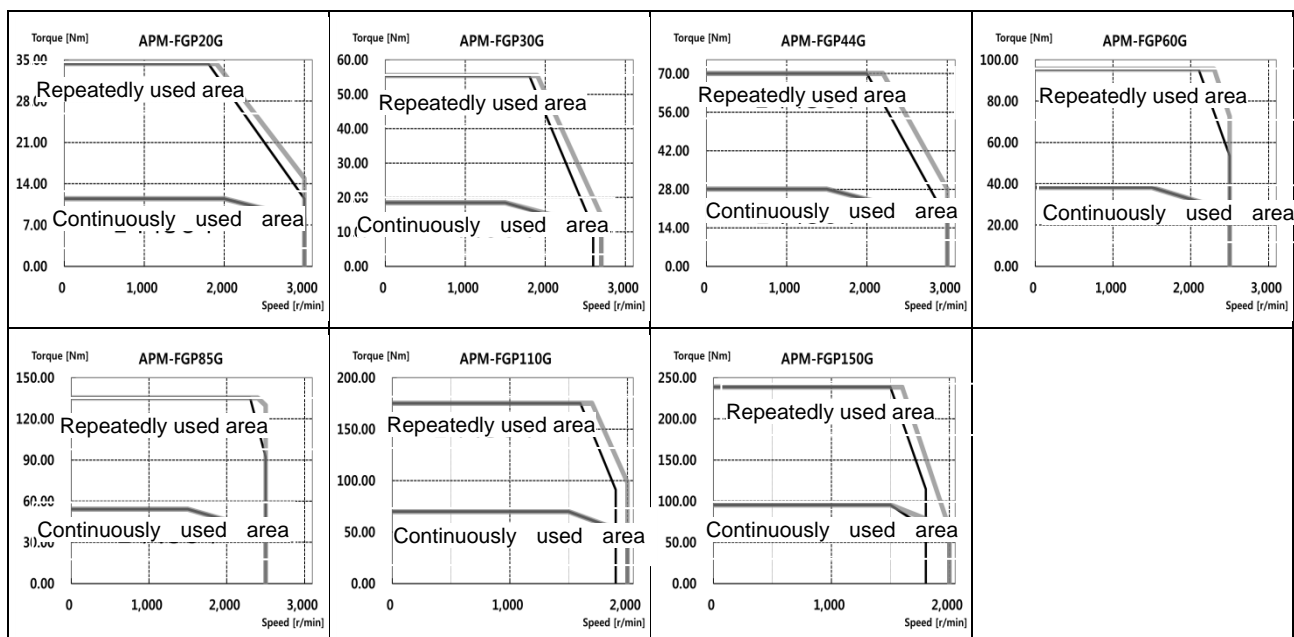 Torque [Nm] APM-FGP20G
35.00
Repeatedly used area
28.00
21.00
14.00
Continuously used area
7.00
0.00
0 1,000 2,000 3,000
Speed [r/min]
Torque [Nm] APM-FGP30G
60.00
50.00
Repeatedly used area
40.00
30.00
20.00
Continuously used area
10.00
0.00
0 1,000 2,000 3,000
Speed [r/min]
Torque [Nm] APM-FGP44G
70.00
Repeatedly used area
56.00
42.00
28.00
Continuously used area
14.00
0.00
0 1,000 2,000 3,000
Speed [r/min]
Torque [Nm] APM-FGP60G
100.00
Repeatedly used area
80.00
60.00
40.00
Continuously used area
20.00
0.00
0 1,000 2,000 3,000
Speed [r/min]
Torque [Nm] APM-FGP85G
150.00
120.00
Repeatedly used area
90.00
60.00
Continuously used area
30.00
0.00
0 1,000 2,000 3,000
Speed [r/min]
Torque [Nm] APM-FGP110G
200.00
Repeatedly used area
150.00
100.00
50.00
Continuously used area
0.00
0 1,000 2,000
Speed [r/min]
Torque [Nm] APM-FGP150G
250.00
Repeatedly used area
200.00
150.00
100.00
Continuously used area
50.00
0.00
0 1,000 2,000
Speed [r/min]